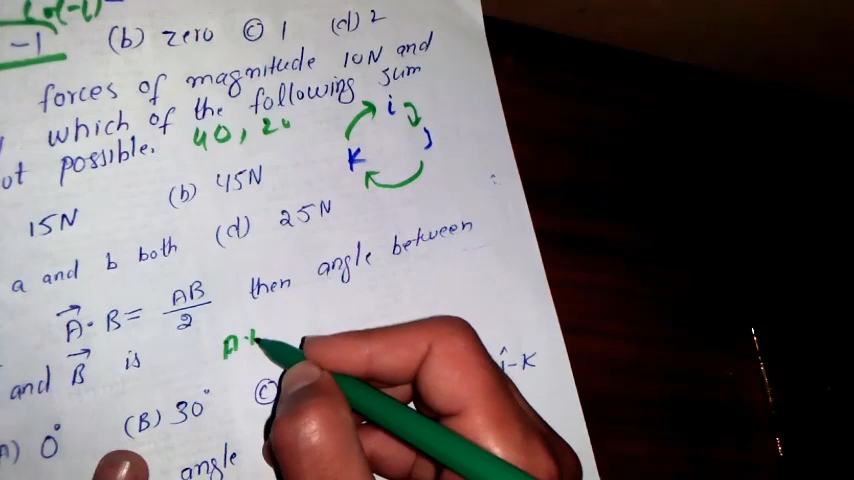 -1 (b) zero (c) 1 (d) 2
forces of magnitude 10N and
which of the following sum
ot possible. 40, 20
i
j
K
15N (b) 45N
a and b both (d) 25N
A⃗· B = AB/2 then angle between
and B⃗ is A·
î-K
A) 0° (B) 30° (c)
angle